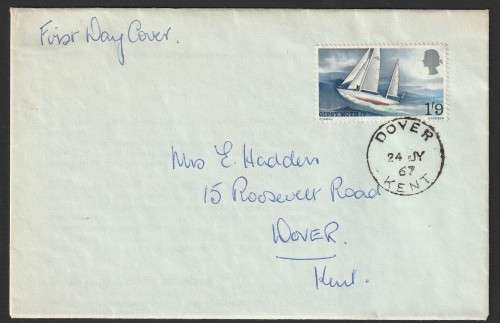 First Day Cover.
GIPSY MOTH IV
1'9
DOVER
24 JY
67
KENT
Mrs E. Hadden
15 Roosevelt Road
DOVER.
Kent.